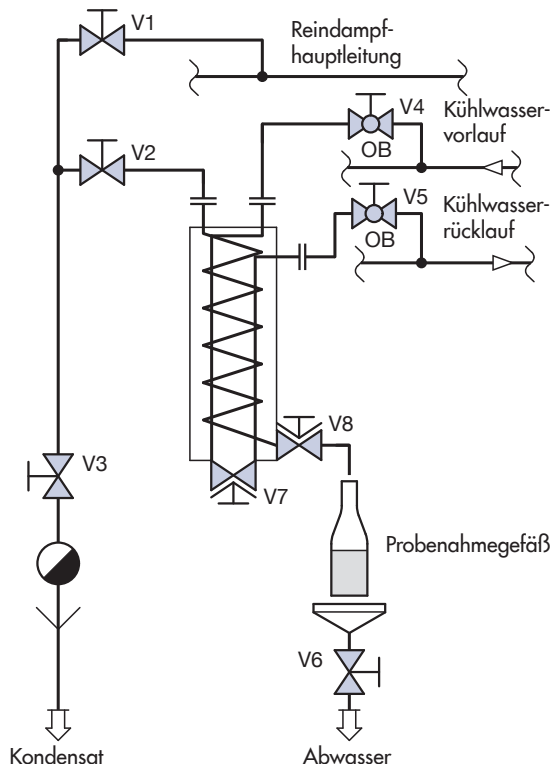 V1
Reindampf-
hauptleitung
V4
Kühlwasser-
vorlauf
OB
V2
V5
Kühlwasser-
rücklauf
OB
V8
V3
V7
Probenahmegefäß
V6
Kondensat
Abwasser